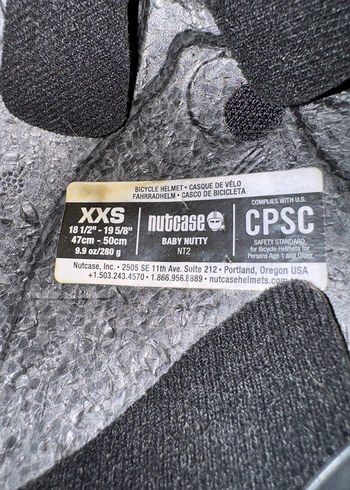 BICYCLE HELMET • CASQUE DE VÉLO
FAHRRADHELM • CASCO DE BICICLETA
XXS
18 1/2" - 19 5/8"
47cm - 50cm
9.9 oz/280 g
nutcase
BABY NUTTY
NT2
COMPLIES WITH U.S.
CPSC
SAFETY STANDARD
for Bicycle Helmets for
Persons Age 1 and Older
Nutcase, Inc. • 2505 SE 11th Ave. Suite 212 • Portland, Oregon USA
+1.503.243.4570 • 1.866.956.8889 • nutcasehelmets.com